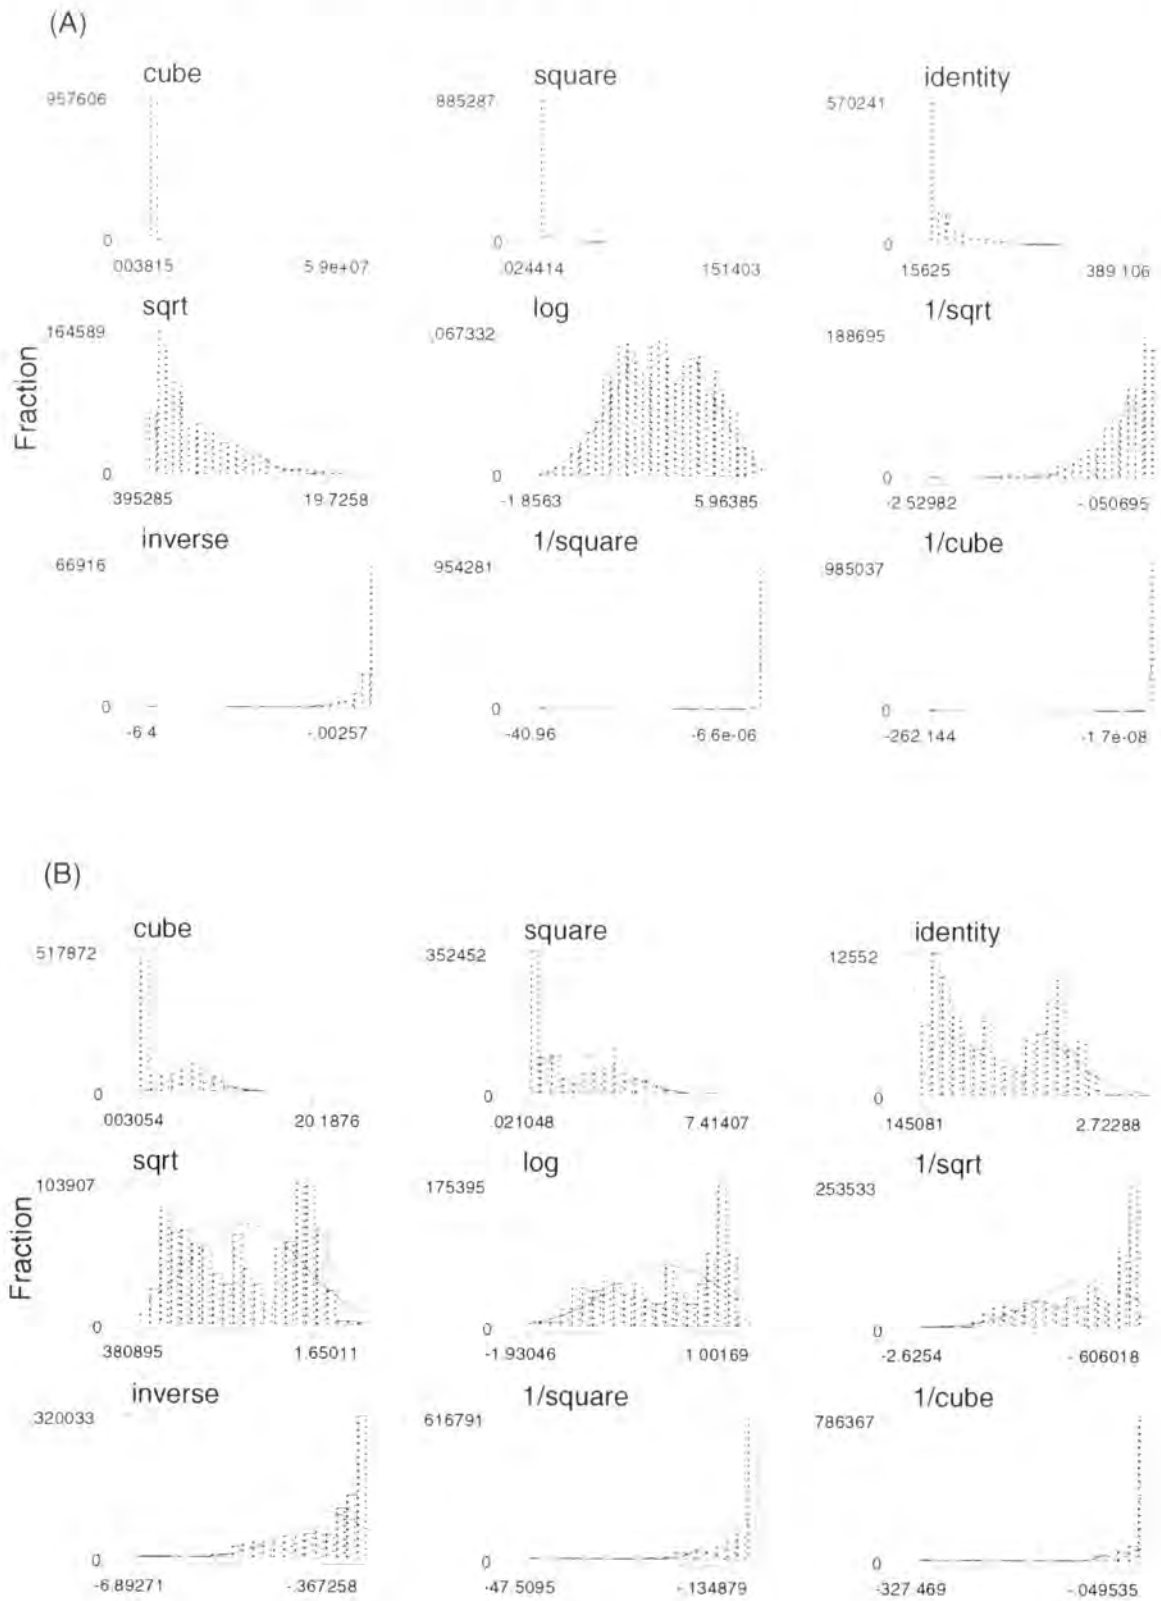 (A)
cube square identity
957606 885287 570241
0 0 0
003815 5.9e+07 .024414 151403 15625 389 106
sqrt log 1/sqrt
164589 .067332 188695
Fraction
0 0 0
395285 19.7258 -1.8563 5.96385 -2.52982 -.050695
inverse 1/square 1/cube
66916 954281 985037
0 0 0
-6 4 -.00257 -40.96 -6.6e-06 -262 144 -1.7e-08
(B)
cube square identity
517872 352452 12552
0 0 0
003054 20.1876 021048 7.41407 145081 2.72288
sqrt log 1/sqrt
103907 175395 253533
Fraction
0 0 0
380895 1.65011 -1.93046 1 00169 -2.6254 -606018
inverse 1/square 1/cube
320033 616791 786367
0 0 0
-6.89271 -.367258 -47.5095 -.134879 -327 469 -.049535